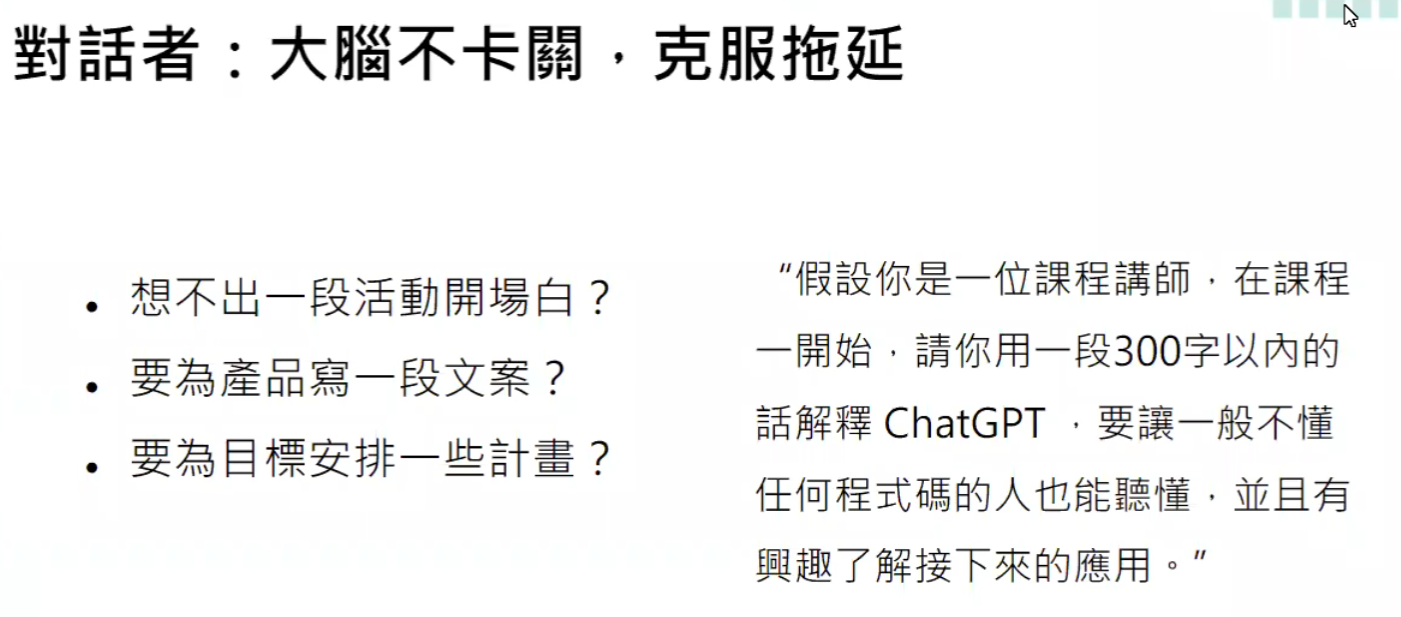 對話者：大腦不卡關，克服拖延
• 想不出一段活動開場白？
• 要為產品寫一段文案？
• 要為目標安排一些計畫？
“假設你是一位課程講師，在課程
一開始，請你用一段300字以內的
話解釋 ChatGPT ，要讓一般不懂
任何程式碼的人也能聽懂，並且有
興趣了解接下來的應用。”